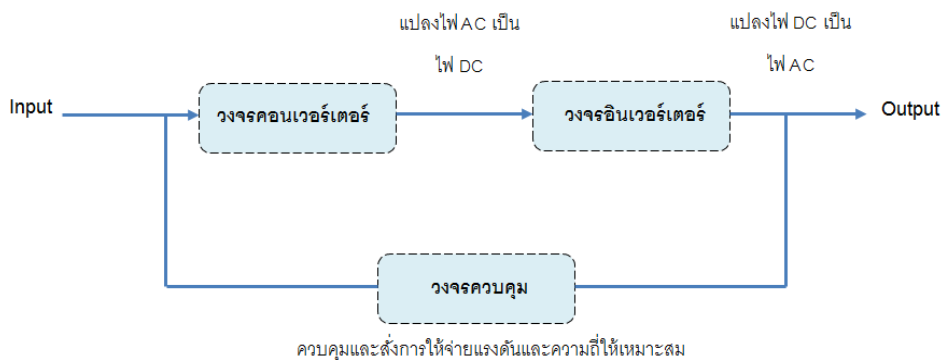 แปลงไฟ AC เป็น
ไฟ DC
แปลงไฟ DC เป็น
ไฟ AC
Input
วงจรคอนเวอร์เตอร์
วงจรอินเวอร์เตอร์
Output
วงจรควบคุม
ควบคุมและสั่งการให้จ่ายแรงดันและความถี่ให้เหมาะสม